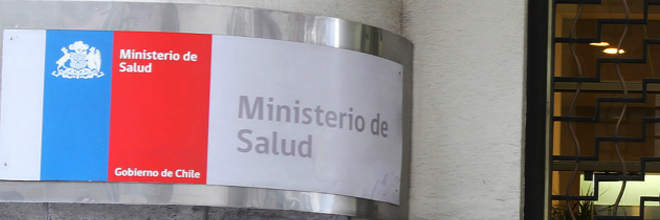 Ministerio de
Salud
Gobierno de Chile
Ministerio de
Salud